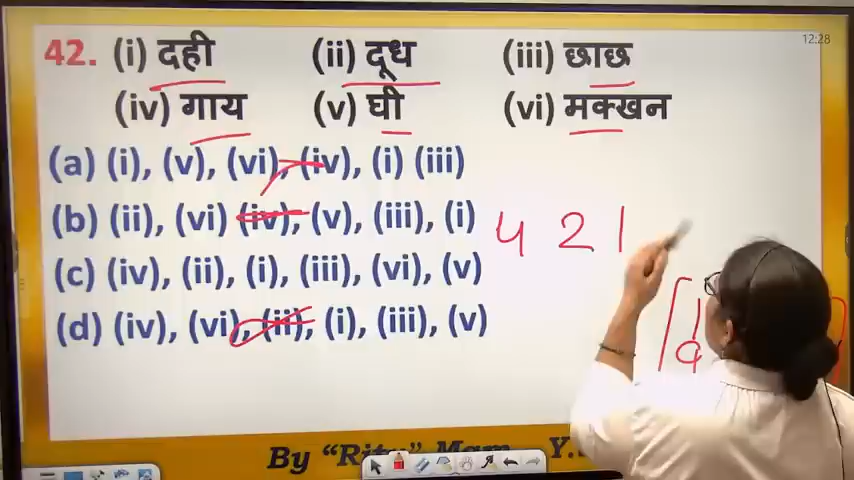 12:28
42. (i) दही (ii) दूध (iii) छाछ
(iv) गाय (v) घी (vi) मक्खन
(a) (i), (v), (vi), (iv), (i) (iii)
(b) (ii), (vi) (iv), (v), (iii), (i)
(c) (iv), (ii), (i), (iii), (vi), (v)
(d) (iv), (vi), (ii), (i), (iii), (v)
4 2 1
By